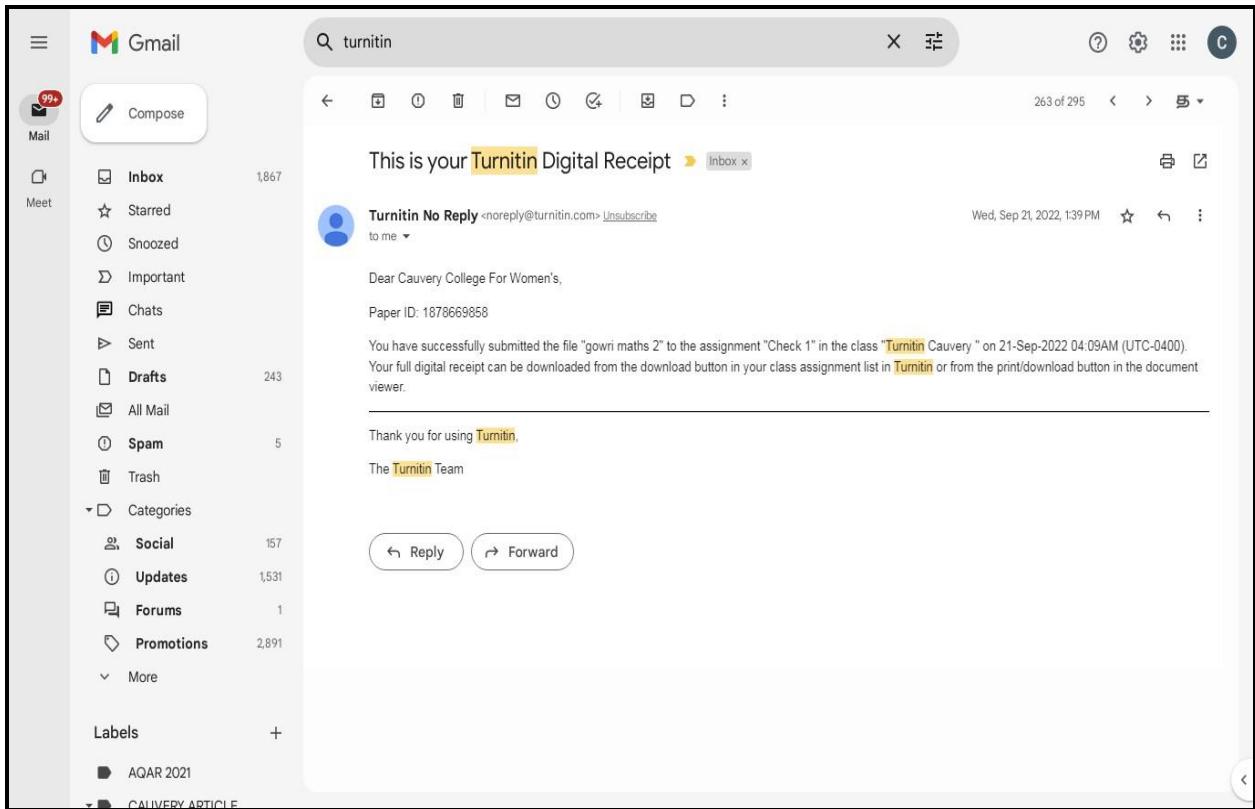 Gmail
turnitin
C
99+
Mail
Meet
Compose
Inbox 1,867
Starred
Snoozed
Important
Chats
Sent
Drafts 243
All Mail
Spam 5
Trash
Categories
Social 157
Updates 1,531
Forums 1
Promotions 2,891
More
Labels +
AQAR 2021
CAUVERY ARTICLE
263 of 295
This is your Turnitin Digital Receipt Inbox x
Turnitin No Reply <noreply@turnitin.com> Unsubscribe Wed, Sep 21, 2022, 1:39 PM
to me
Dear Cauvery College For Women's,
Paper ID: 1878669858
You have successfully submitted the file "gowri maths 2" to the assignment "Check 1" in the class "Turnitin Cauvery " on 21-Sep-2022 04:09AM (UTC-0400).
Your full digital receipt can be downloaded from the download button in your class assignment list in Turnitin or from the print/download button in the document
viewer.
Thank you for using Turnitin,
The Turnitin Team
Reply Forward